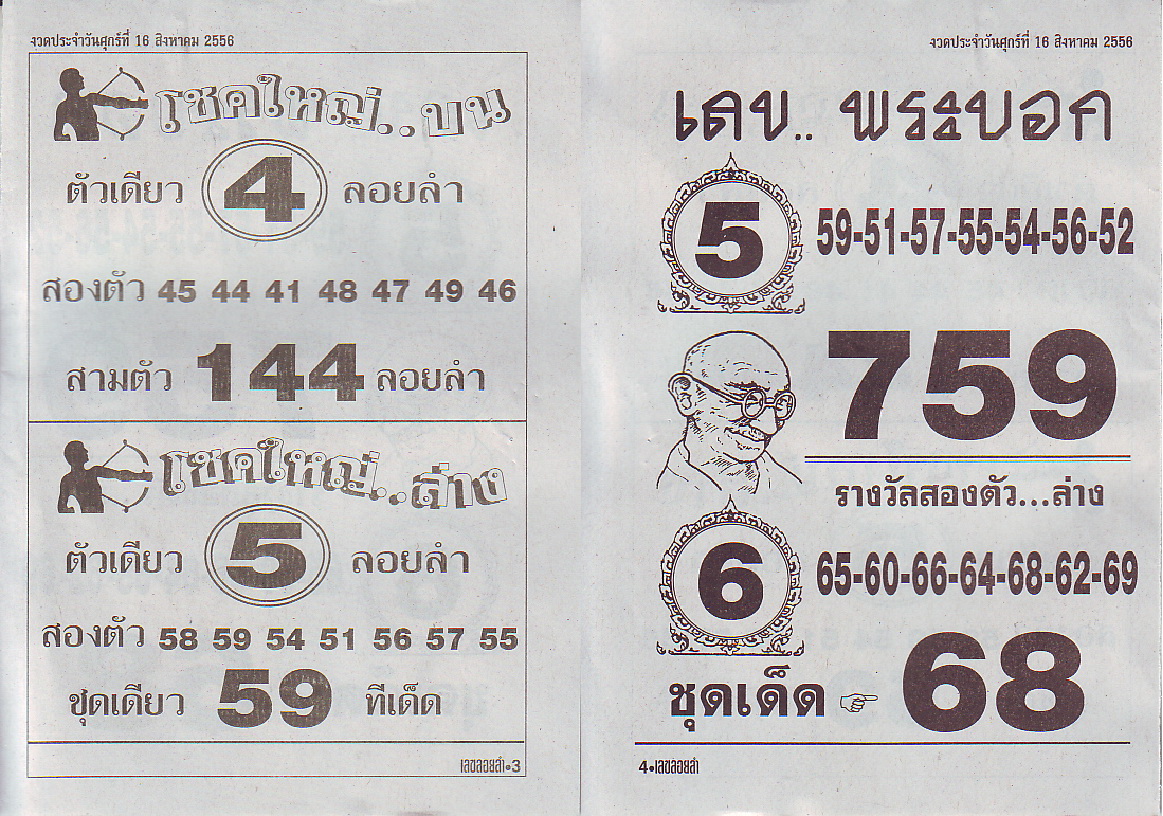 งวดประจำวันศุกร์ที่ 16 สิงหาคม 2556
โชคใหญ่..บน
ตัวเดียว 4 ลอยลำ
สองตัว 45 44 41 48 47 49 46
สามตัว 144 ลอยลำ
โชคใหญ่..ล่าง
ตัวเดียว 5 ลอยลำ
สองตัว 58 59 54 51 56 57 55
ชุดเดียว 59 ทีเด็ด
เลขลอยลำ•3
งวดประจำวันศุกร์ที่ 16 สิงหาคม 2556
เลข.. พระบอก
5 59-51-57-55-54-56-52
759
รางวัลสองตัว...ล่าง
6 65-60-66-64-68-62-69
ชุดเด็ด 68
4•เลขลอยลำ